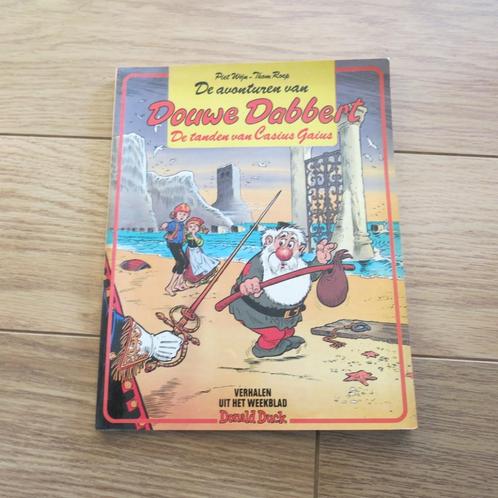 Piet Wijn - Thom Roep
De avonturen van
Douwe Dabbert
De tanden van Casius Gaius
VERHALEN
UIT HET WEEKBLAD
Donald Duck